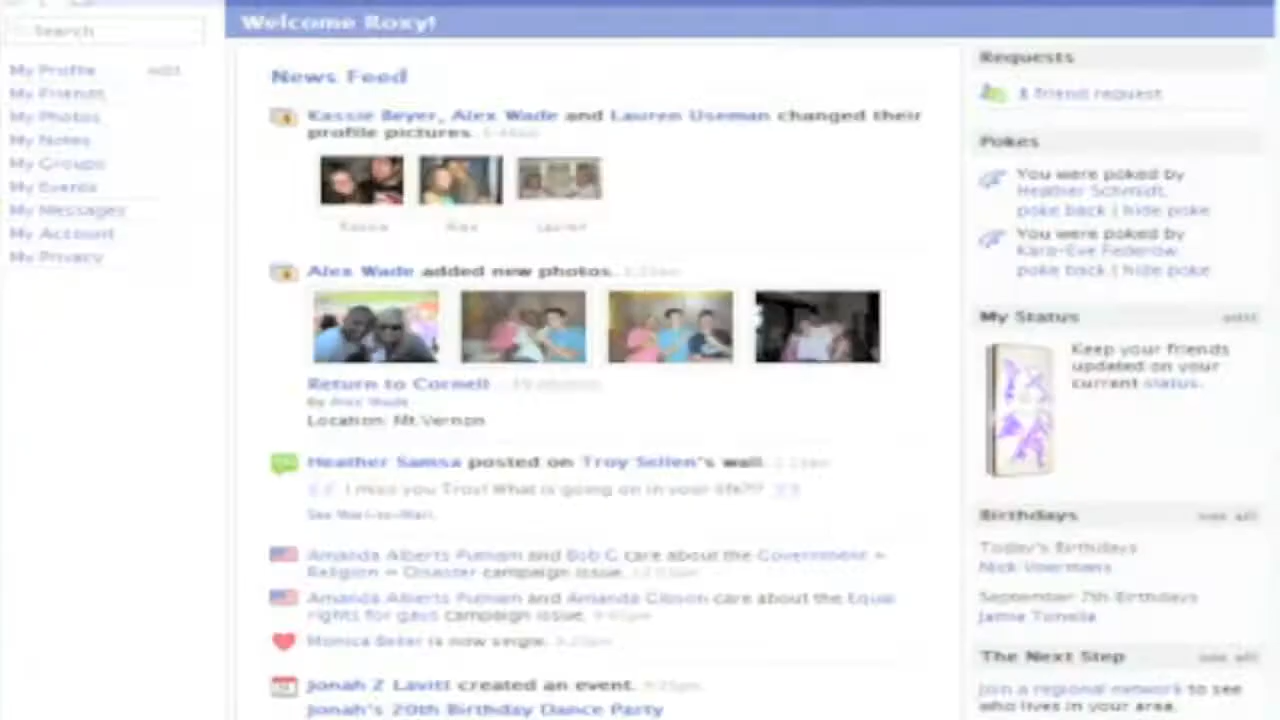 Search
My Profile edit
My Friends
My Photos
My Notes
My Groups
My Events
My Messages
My Account
My Privacy
Welcome Roxy!
News Feed
Kassie Beyer, Alex Wade and Lauren Useman changed their
profile pictures.
Kassie Alex Lauren
Alex Wade added new photos.
Return to Cornell
By Alex Wade
Location: Mt Vernon
Heather Samsa posted on Troy Sollen's wall.
I miss you Troy! What is going on in your life??!
See Wall-to-Wall
Amanda Alberts Putnam and Bob G care about the Government +
Religion = Disaster campaign issue.
Amanda Alberts Putnam and Amanda Gibson care about the Equal
rights for gays campaign issue.
Monica Beiter is now single.
Jonah Z Lavitt created an event.
Jonah's 20th Birthday Dance Party
Requests
1 friend request
Pokes
You were poked by
Heather Schmidt.
poke back | hide poke
You were poked by
Kara-Eve Federow.
poke back | hide poke
My Status edit
Keep your friends
updated on your
current status.
Birthdays see all
Today's Birthdays
Nick
September 7th Birthdays
Jamie
The Next Step see all
Join a regional network to see
who lives in your area.